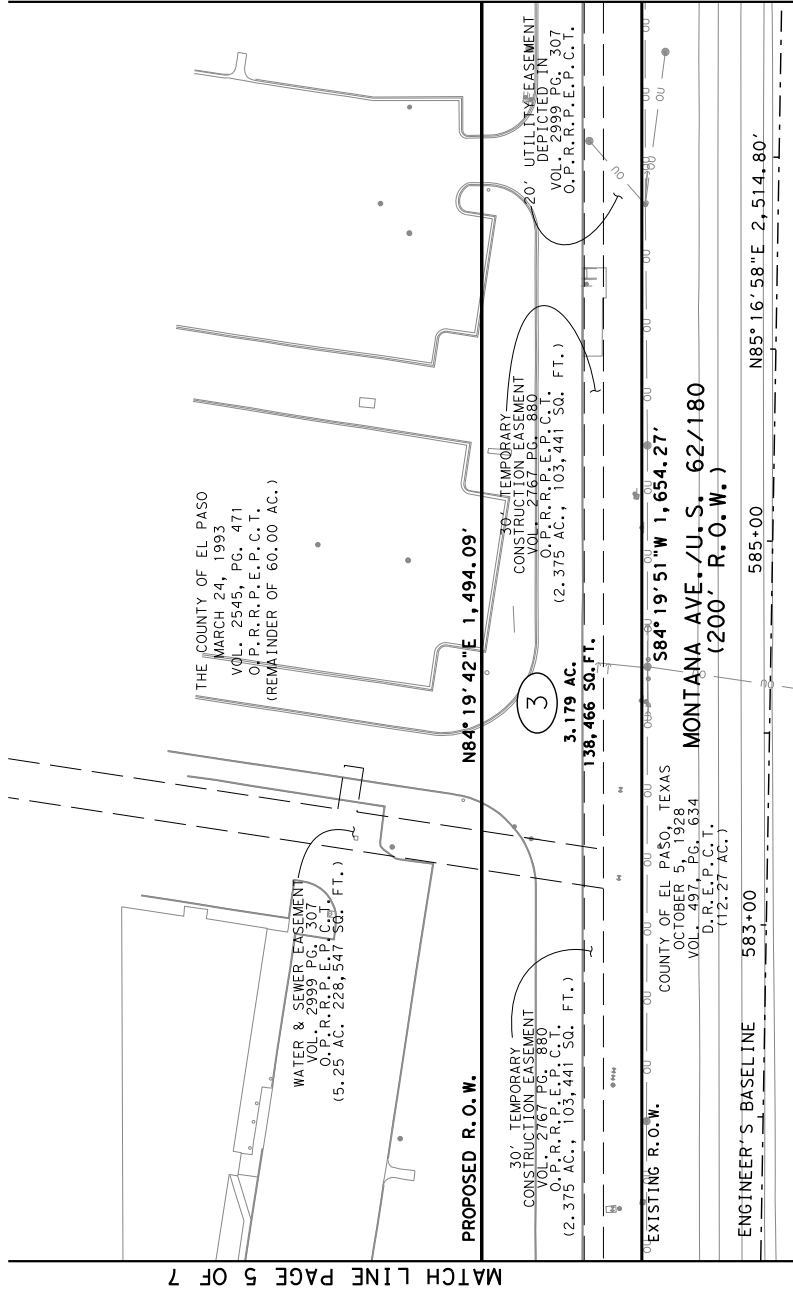 MATCH LINE PAGE 5 OF 7
THE COUNTY OF EL PASO
MARCH 24, 1993
VOL. 2545, PG. 471
O.P.R.R.P.E.P.C.T.
(REMAINDER OF 60.00 AC.)
WATER & SEWER EASEMENT
VOL. 2999 PG. 307
O.P.R.R.P.E.P.C.T.
(5.25 AC. 228,547 SQ. FT.)
PROPOSED R.O.W.
N84°19'42"E 1,494.09'
30' TEMPORARY
CONSTRUCTION EASEMENT
VOL. 2767 PG. 880
O.P.R.R.P.E.P.C.T.
(2.375 AC., 103,441 SQ. FT.)
3
3.179 AC.
138,466 SQ.FT.
30' TEMPORARY
CONSTRUCTION EASEMENT
VOL. 2767 PG. 880
O.P.R.R.P.E.P.C.T.
(2.375 AC., 103,441 SQ. FT.)
20' UTILITY EASEMENT
DEPICTED IN
VOL. 2999 PG. 307
O.P.R.R.P.E.P.C.T.
EXISTING R.O.W.
S84°19'51"W 1,654.27'
COUNTY OF EL PASO, TEXAS
OCTOBER 5, 1928
VOL. 497, PG. 634
D.R.E.P.C.T.
(12.27 AC.)
MONTANA AVE./U.S. 62/180
(200' R.O.W.)
ENGINEER'S BASELINE
583+00
585+00
N85°16'58"E 2,514.80'